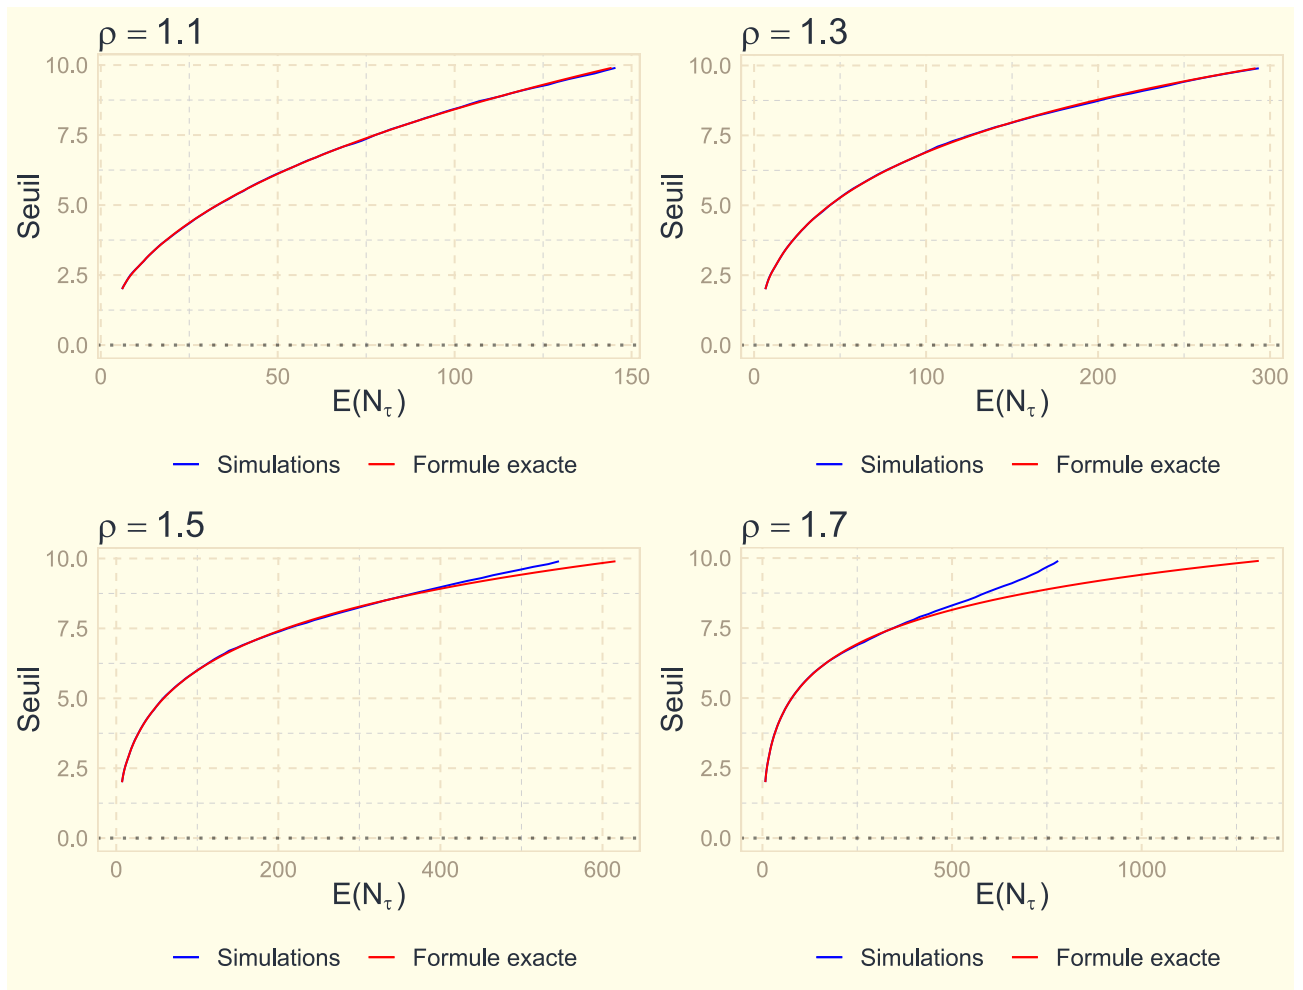 ρ = 1.1
10.0
7.5
5.0
2.5
0.0
Seuil
0 50 100 150
E(Nτ)
Simulations Formule exacte
ρ = 1.3
10.0
7.5
5.0
2.5
0.0
Seuil
0 100 200 300
E(Nτ)
Simulations Formule exacte
ρ = 1.5
10.0
7.5
5.0
2.5
0.0
Seuil
0 200 400 600
E(Nτ)
Simulations Formule exacte
ρ = 1.7
10.0
7.5
5.0
2.5
0.0
Seuil
0 500 1000
E(Nτ)
Simulations Formule exacte